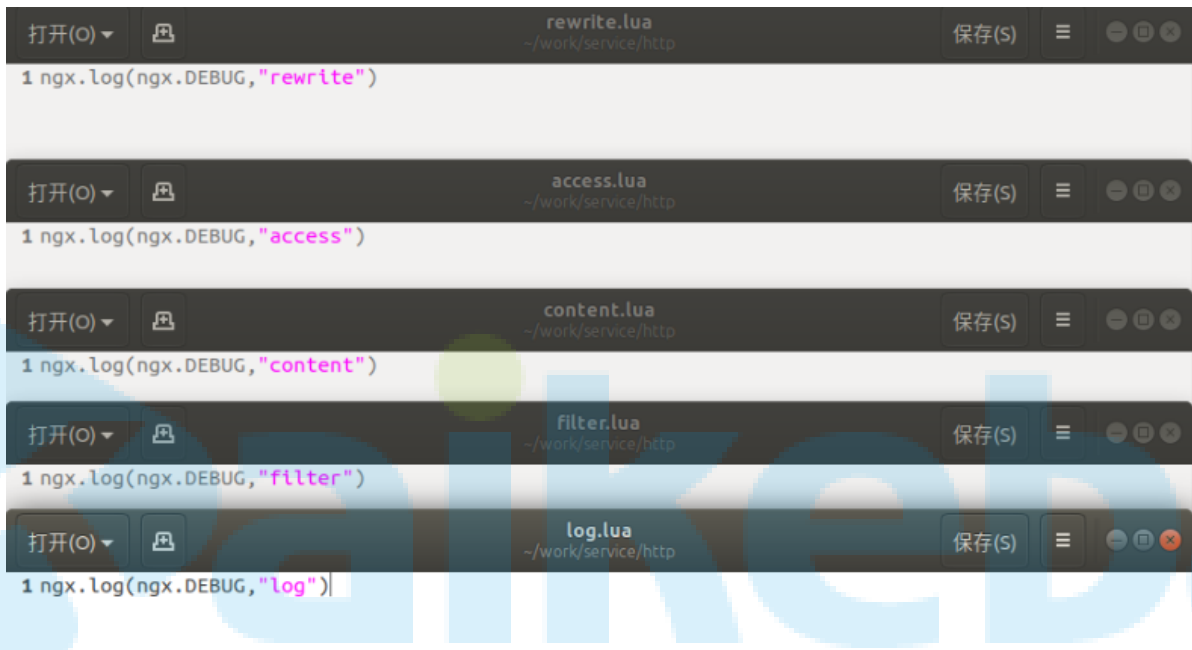 打开(O) rewrite.lua 保存(S)
~/work/service/http
1 ngx.log(ngx.DEBUG,"rewrite")
打开(O) access.lua 保存(S)
~/work/service/http
1 ngx.log(ngx.DEBUG,"access")
打开(O) content.lua 保存(S)
~/work/service/http
1 ngx.log(ngx.DEBUG,"content")
打开(O) filter.lua 保存(S)
~/work/service/http
1 ngx.log(ngx.DEBUG,"filter")
打开(O) log.lua 保存(S)
~/work/service/http
1 ngx.log(ngx.DEBUG,"log")
aikeb